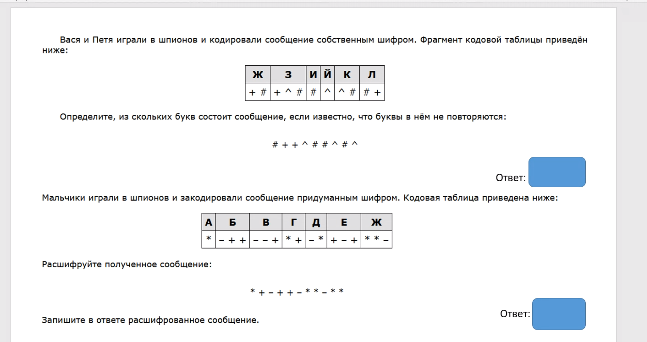 Вася и Петя играли в шпионов и кодировали сообщение собственным шифром. Фрагмент кодовой таблицы приведён
ниже:
Ж З И Й К Л
+ # + ^ # # ^ ^ # # +
Определите, из скольких букв состоит сообщение, если известно, что буквы в нём не повторяются:
# + + ^ # # ^ # ^
Ответ:
Мальчики играли в шпионов и закодировали сообщение придуманным шифром. Кодовая таблица приведена ниже:
А Б В Г Д Е Ж
* – + + – – + * + – * + – + * * –
Расшифруйте полученное сообщение:
* + – + + – * * – * *
Ответ:
Запишите в ответе расшифрованное сообщение.